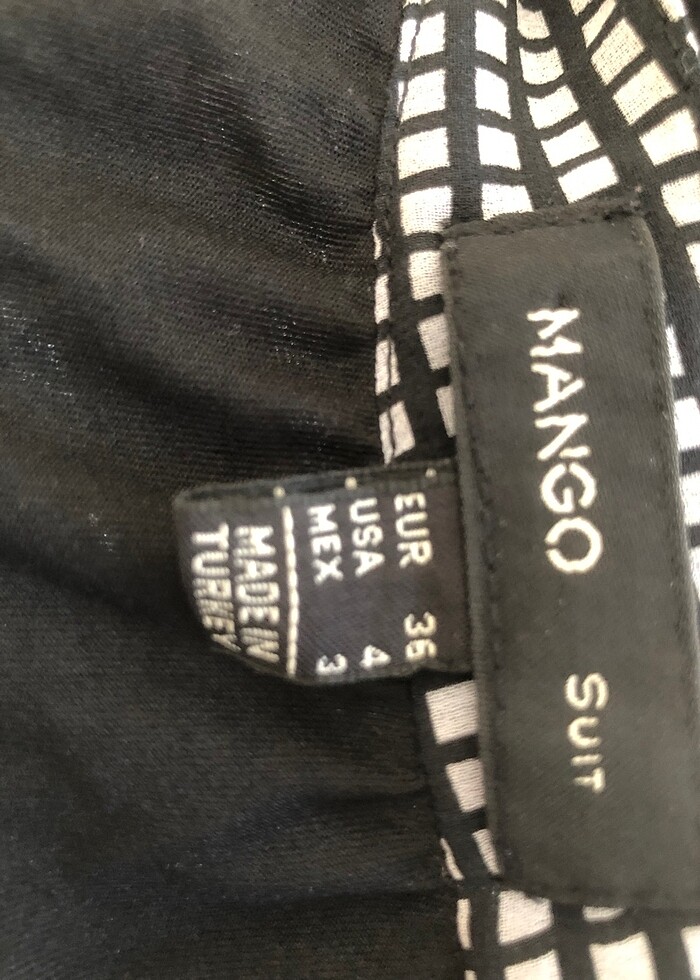 MANGO SUIT
EUR 36
USA 4
MEX 3
MADE IN
TURKEY